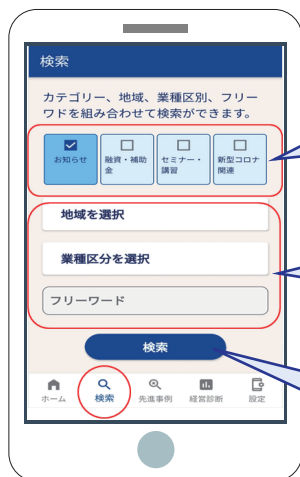 検索
カテゴリー、地域、業種区別、フリー
ワドを組み合わせて検索ができます。
お知らせ
融資・補助
金
セミナー・
講習
新型コロナ
関連
地域を選択
業種区分を選択
フリーワード
検索
ホーム 検索 先進事例 経営診断 設定